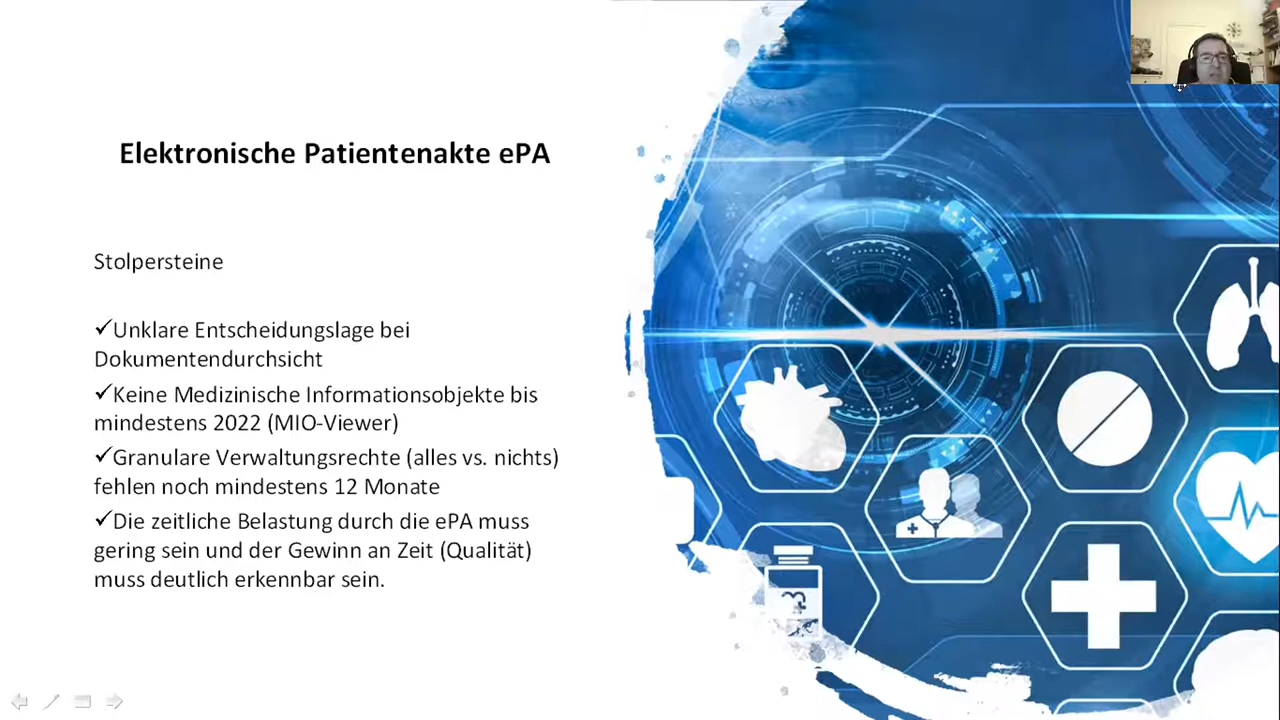 Elektronische Patientenakte ePA
Stolpersteine
✓Unklare Entscheidungslage bei
Dokumentendurchsicht
✓Keine Medizinische Informationsobjekte bis
mindestens 2022 (MIO-Viewer)
✓Granulare Verwaltungsrechte (alles vs. nichts)
fehlen noch mindestens 12 Monate
✓Die zeitliche Belastung durch die ePA muss
gering sein und der Gewinn an Zeit (Qualität)
muss deutlich erkennbar sein.